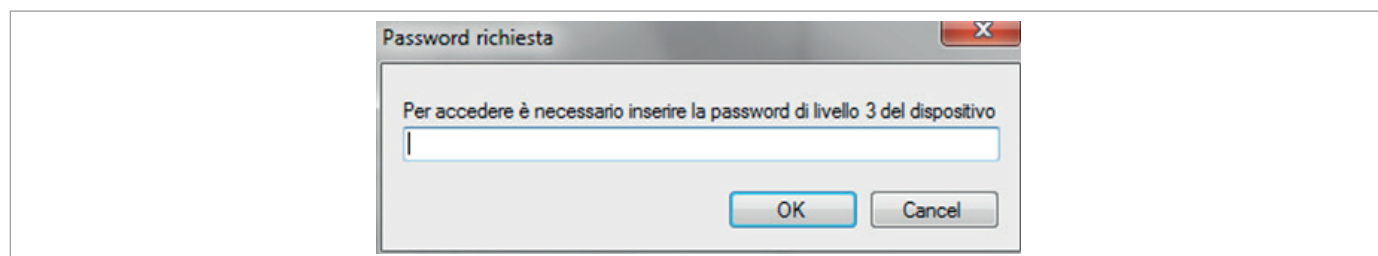 Password richiesta
Per accedere è necessario inserire la password di livello 3 del dispositivo
OK
Cancel